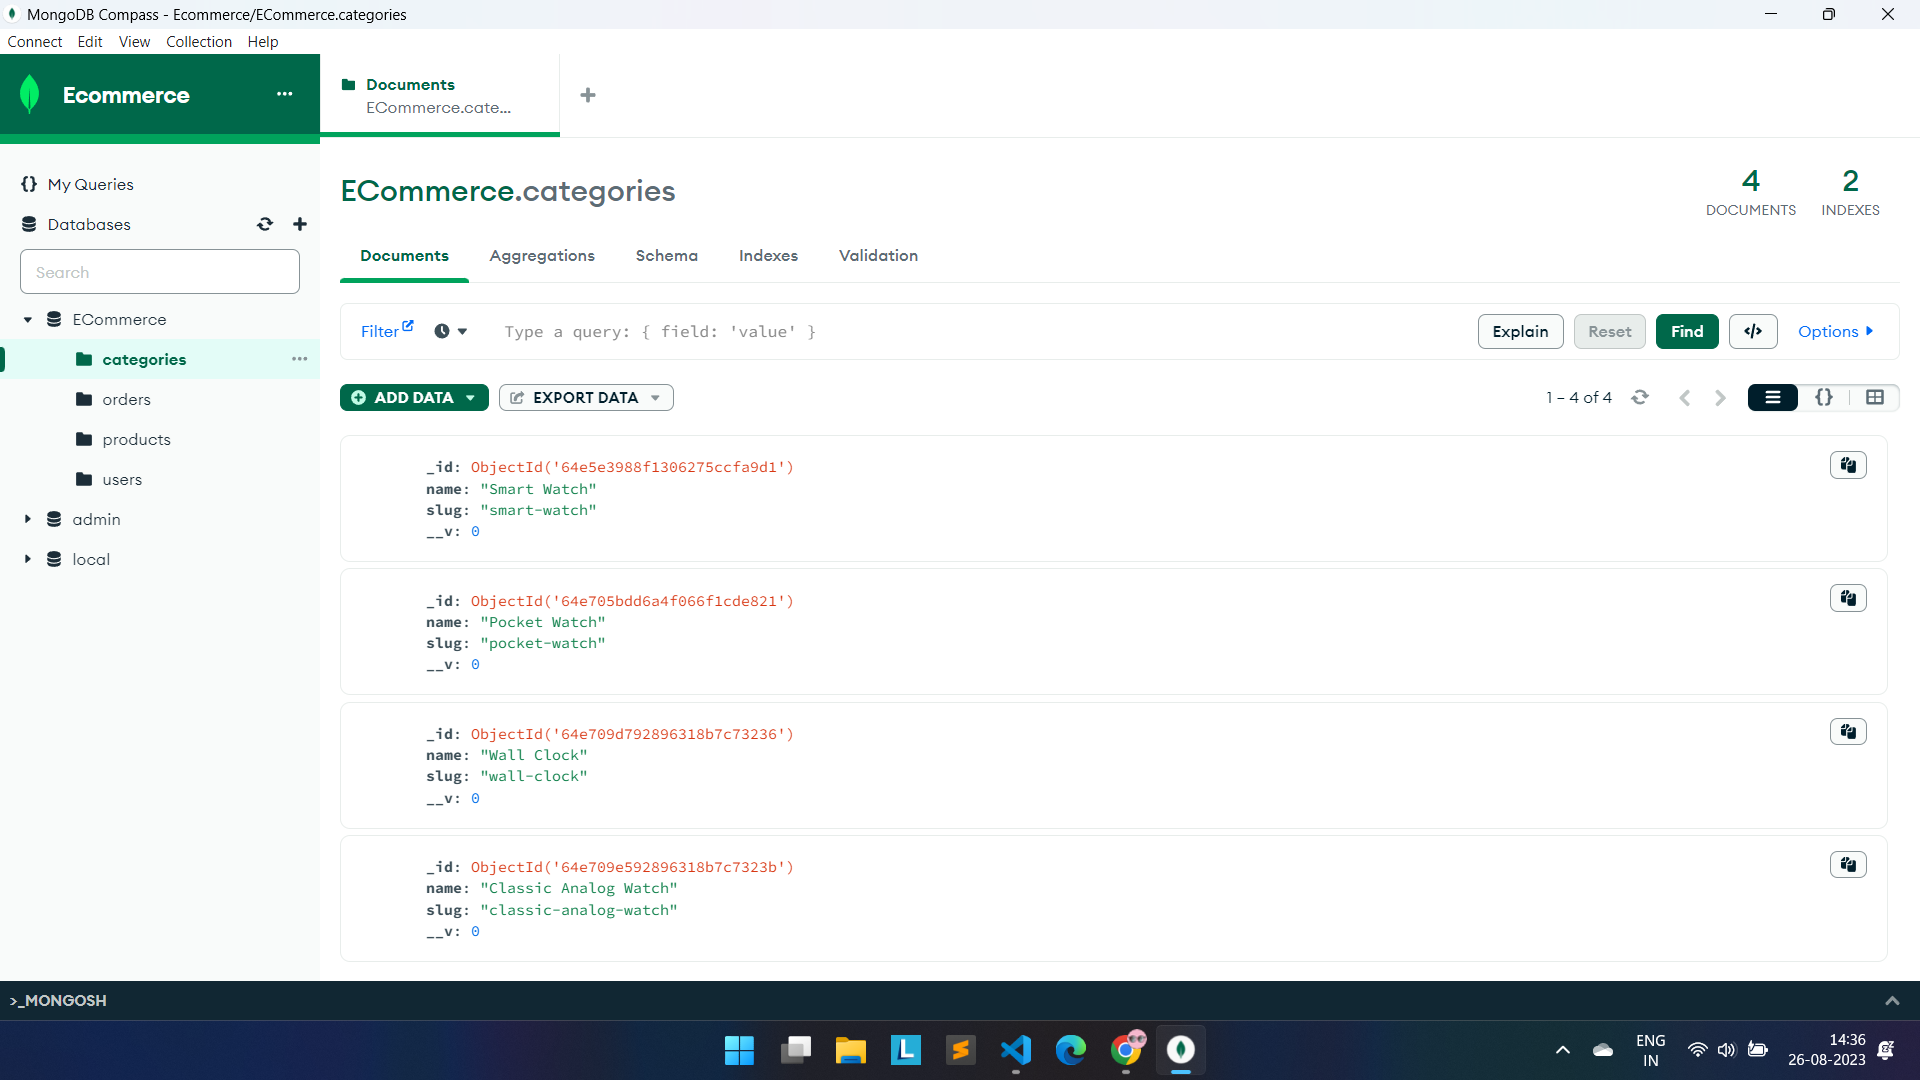 MongoDB Compass - Ecommerce/ECommerce.categories
Connect Edit View Collection Help
Ecommerce
Documents
ECommerce.cate...
My Queries
Databases
Search
ECommerce
categories
orders
products
users
admin
local
ECommerce.categories
4
DOCUMENTS
2
INDEXES
Documents Aggregations Schema Indexes Validation
Filter Type a query: { field: 'value' } Explain Reset Find </> Options
ADD DATA EXPORT DATA 1 – 4 of 4 {}
_id: ObjectId('64e5e3988f1306275ccfa9d1')
name: "Smart Watch"
slug: "smart-watch"
__v: 0
_id: ObjectId('64e705bdd6a4f066f1cde821')
name: "Pocket Watch"
slug: "pocket-watch"
__v: 0
_id: ObjectId('64e709d792896318b7c73236')
name: "Wall Clock"
slug: "wall-clock"
__v: 0
_id: ObjectId('64e709e592896318b7c7323b')
name: "Classic Analog Watch"
slug: "classic-analog-watch"
__v: 0
>_MONGOSH
L
ENG
IN
14:36
26-08-2023